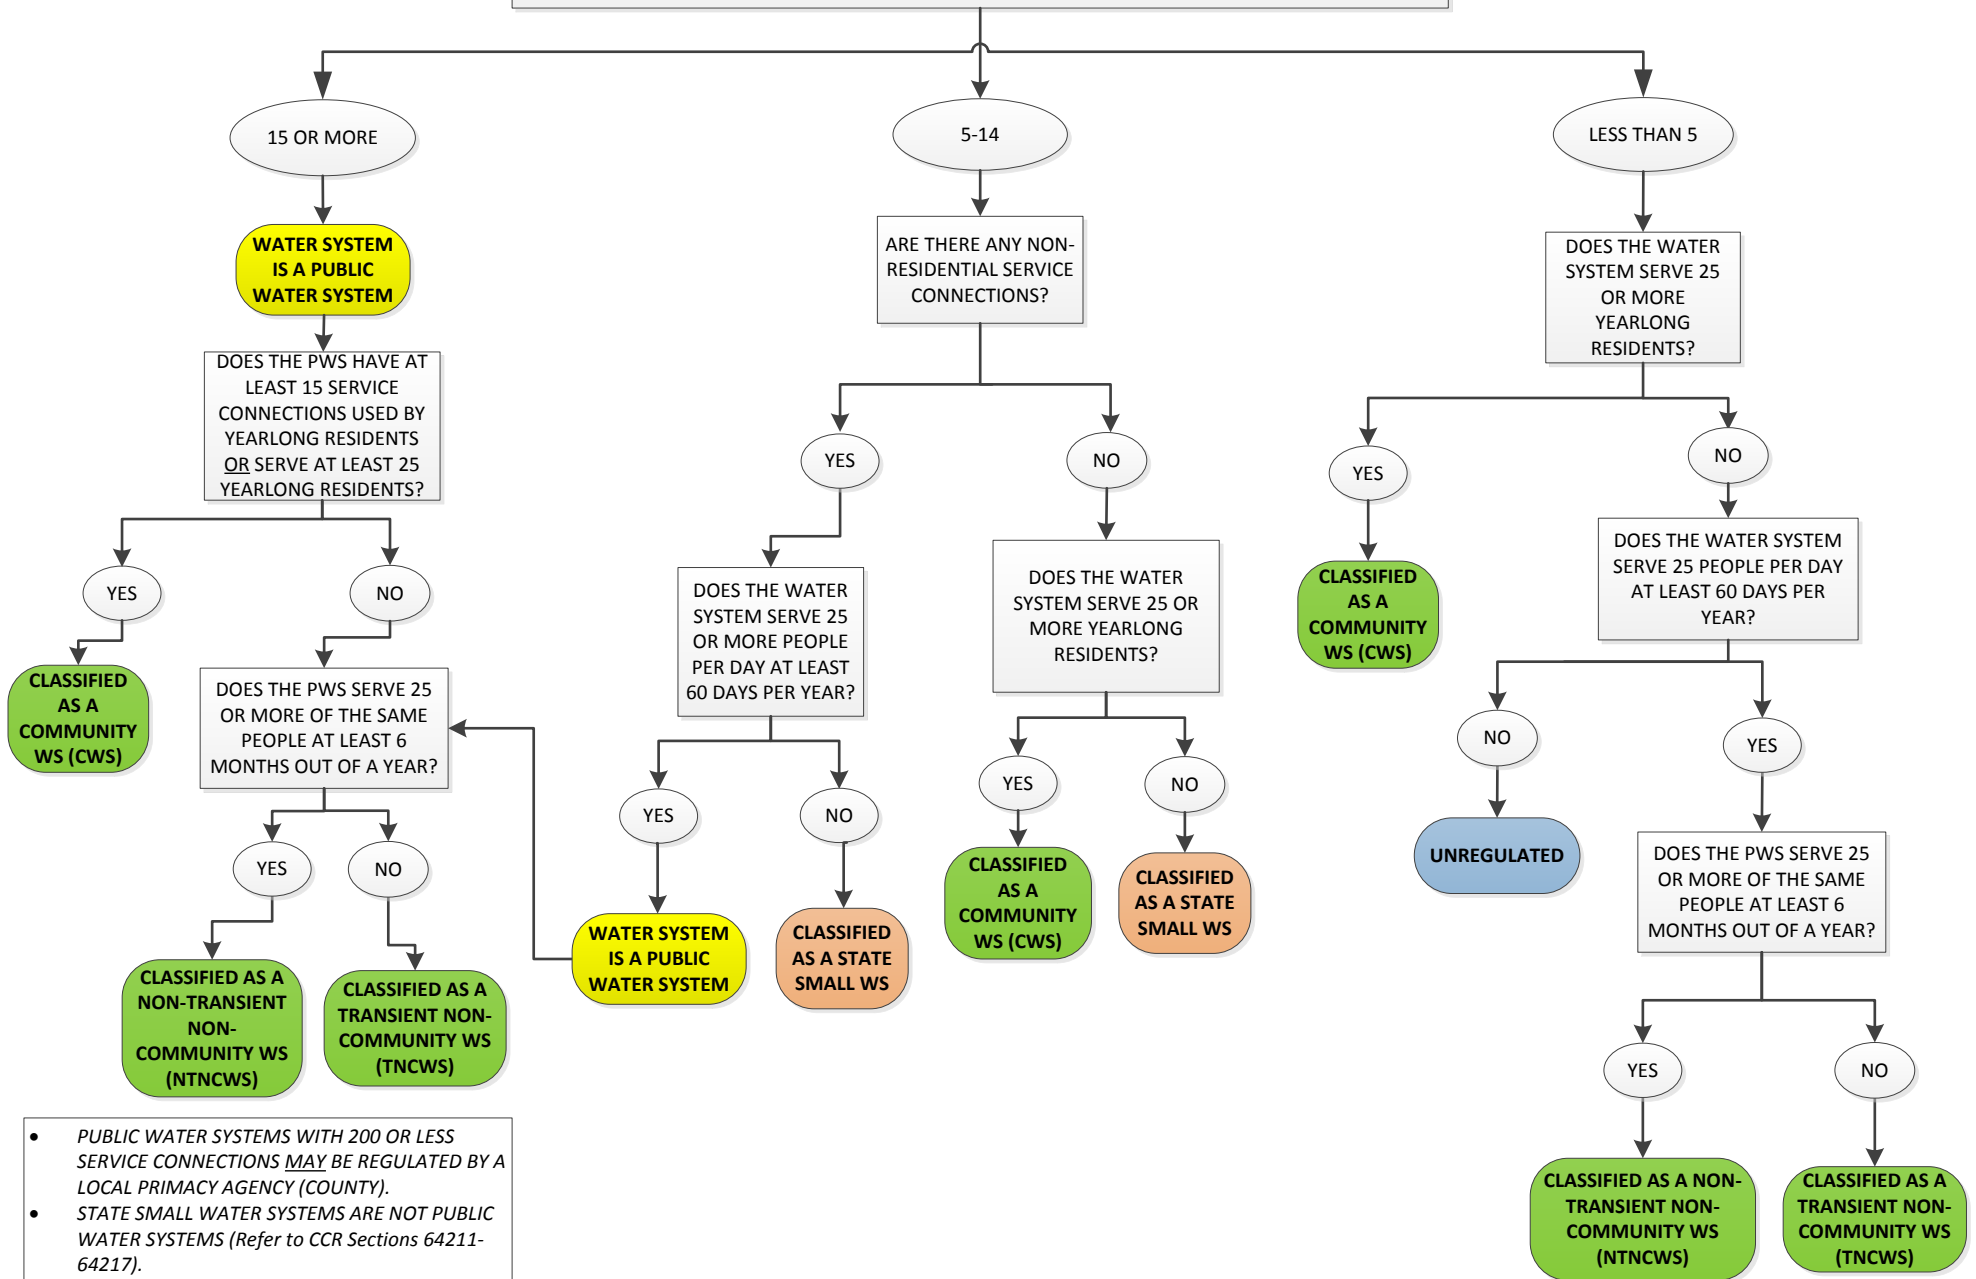 15 OR MORE
5-14
LESS THAN 5
WATER SYSTEM
IS A PUBLIC
WATER SYSTEM
DOES THE PWS HAVE AT
LEAST 15 SERVICE
CONNECTIONS USED BY
YEARLONG RESIDENTS
OR SERVE AT LEAST 25
YEARLONG RESIDENTS?
YES
NO
CLASSIFIED
AS A
COMMUNITY
WS (CWS)
DOES THE PWS SERVE 25
OR MORE OF THE SAME
PEOPLE AT LEAST 6
MONTHS OUT OF A YEAR?
YES
NO
CLASSIFIED AS A
NON-TRANSIENT
NON-
COMMUNITY WS
(NTNCWS)
CLASSIFIED AS A
TRANSIENT NON-
COMMUNITY WS
(TNCWS)
ARE THERE ANY NON-
RESIDENTIAL SERVICE
CONNECTIONS?
YES
NO
DOES THE WATER
SYSTEM SERVE 25
OR MORE PEOPLE
PER DAY AT LEAST
60 DAYS PER YEAR?
YES
NO
WATER SYSTEM
IS A PUBLIC
WATER SYSTEM
CLASSIFIED
AS A STATE
SMALL WS
DOES THE WATER
SYSTEM SERVE 25 OR
MORE YEARLONG
RESIDENTS?
YES
NO
CLASSIFIED
AS A
COMMUNITY
WS (CWS)
CLASSIFIED
AS A STATE
SMALL WS
DOES THE WATER
SYSTEM SERVE 25
OR MORE
YEARLONG
RESIDENTS?
YES
NO
CLASSIFIED
AS A
COMMUNITY
WS (CWS)
DOES THE WATER SYSTEM
SERVE 25 PEOPLE PER DAY
AT LEAST 60 DAYS PER
YEAR?
NO
YES
UNREGULATED
DOES THE PWS SERVE 25
OR MORE OF THE SAME
PEOPLE AT LEAST 6
MONTHS OUT OF A YEAR?
YES
NO
CLASSIFIED AS A NON-
TRANSIENT NON-
COMMUNITY WS
(NTNCWS)
CLASSIFIED AS A
TRANSIENT NON-
COMMUNITY WS
(TNCWS)
• PUBLIC WATER SYSTEMS WITH 200 OR LESS
SERVICE CONNECTIONS MAY BE REGULATED BY A
LOCAL PRIMACY AGENCY (COUNTY).
• STATE SMALL WATER SYSTEMS ARE NOT PUBLIC
WATER SYSTEMS (Refer to CCR Sections 64211-
64217).